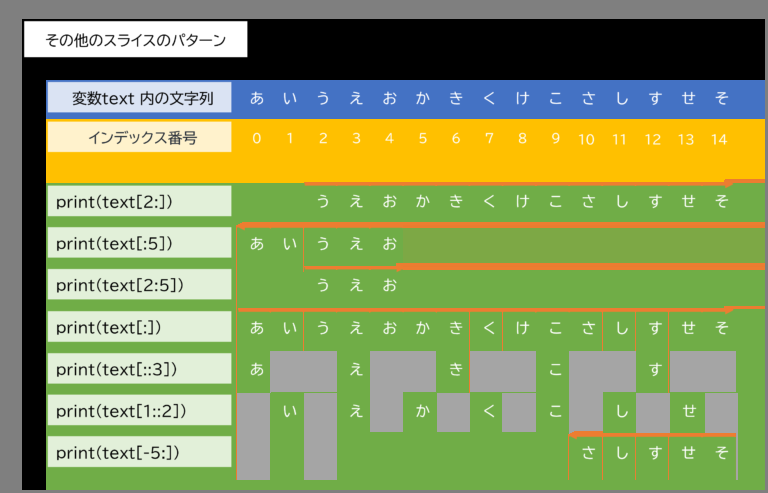 その他のスライスのパターン
変数text 内の文字列 あ い う え お か き く け こ さ し す せ そ
インデックス番号 0 1 2 3 4 5 6 7 8 9 10 11 12 13 14
print(text[2:]) う え お か き く け こ さ し す せ そ
print(text[:5]) あ い う え お
print(text[2:5]) う え お
print(text[:]) あ い う え お か き く け こ さ し す せ そ
print(text[::3]) あ え き こ す
print(text[1::2]) い え か く こ し せ
print(text[-5:]) さ し す せ そ